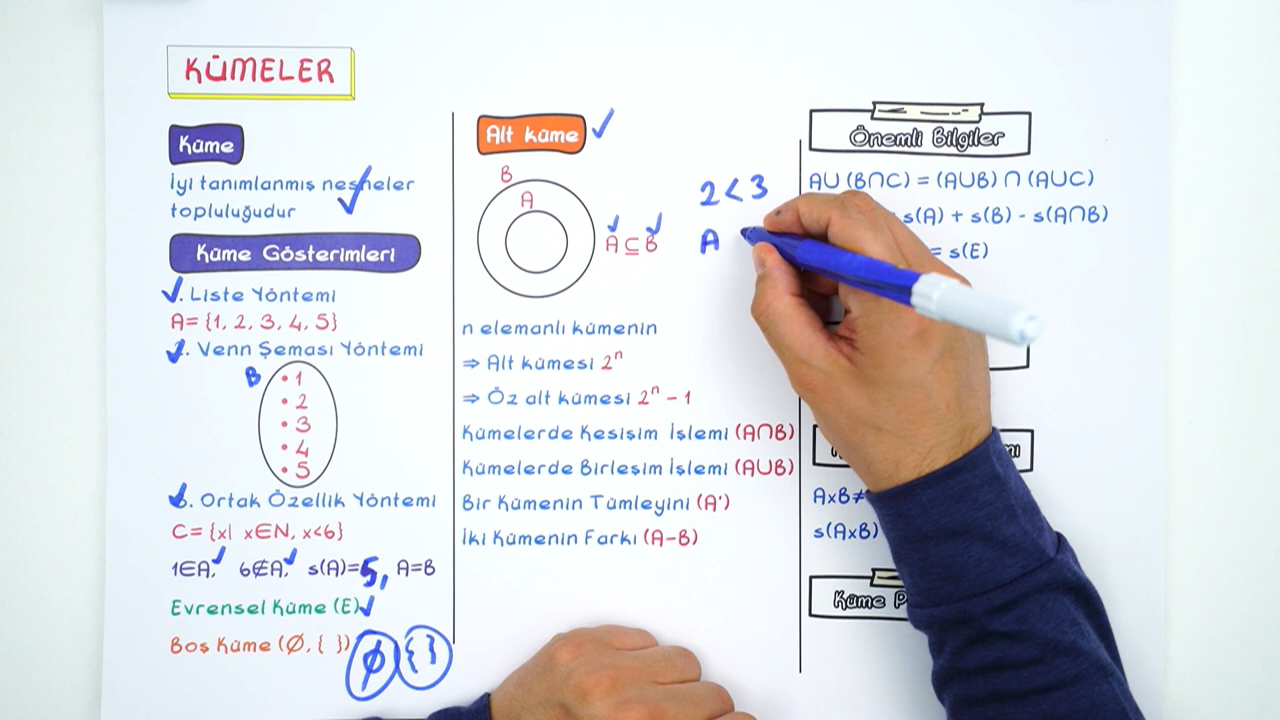 KÜMELER
Küme
İyi tanımlanmış nesneler
topluluğudur
Küme Gösterimleri
. Liste Yöntemi
A= {1, 2, 3, 4, 5}
. Venn Şeması Yöntemi
B
• 1
• 2
• 3
• 4
• 5
. Ortak Özellik Yöntemi
C= {x| x∈N, x<6}
1∈A, 6∉A, s(A)=5, A=B
Evrensel Küme (E)
Boş Küme (∅, { }) ∅ { }
Alt küme
B
A
A ⊆ B
2 < 3
A
n elemanlı kümenin
⇒ Alt kümesi 2ⁿ
⇒ Öz alt kümesi 2ⁿ - 1
Kümelerde Kesişim İşlemi (A∩B)
Kümelerde Birleşim İşlemi (A∪B)
Bir Kümenin Tümleyini (A')
İki Kümenin Farkı (A-B)
Önemli Bilgiler
A∪(B∩C) = (A∪B) ∩ (A∪C)
s(A) + s(B) - s(A∩B)
= s(E)
AxB≠
s(AxB)
Küme P